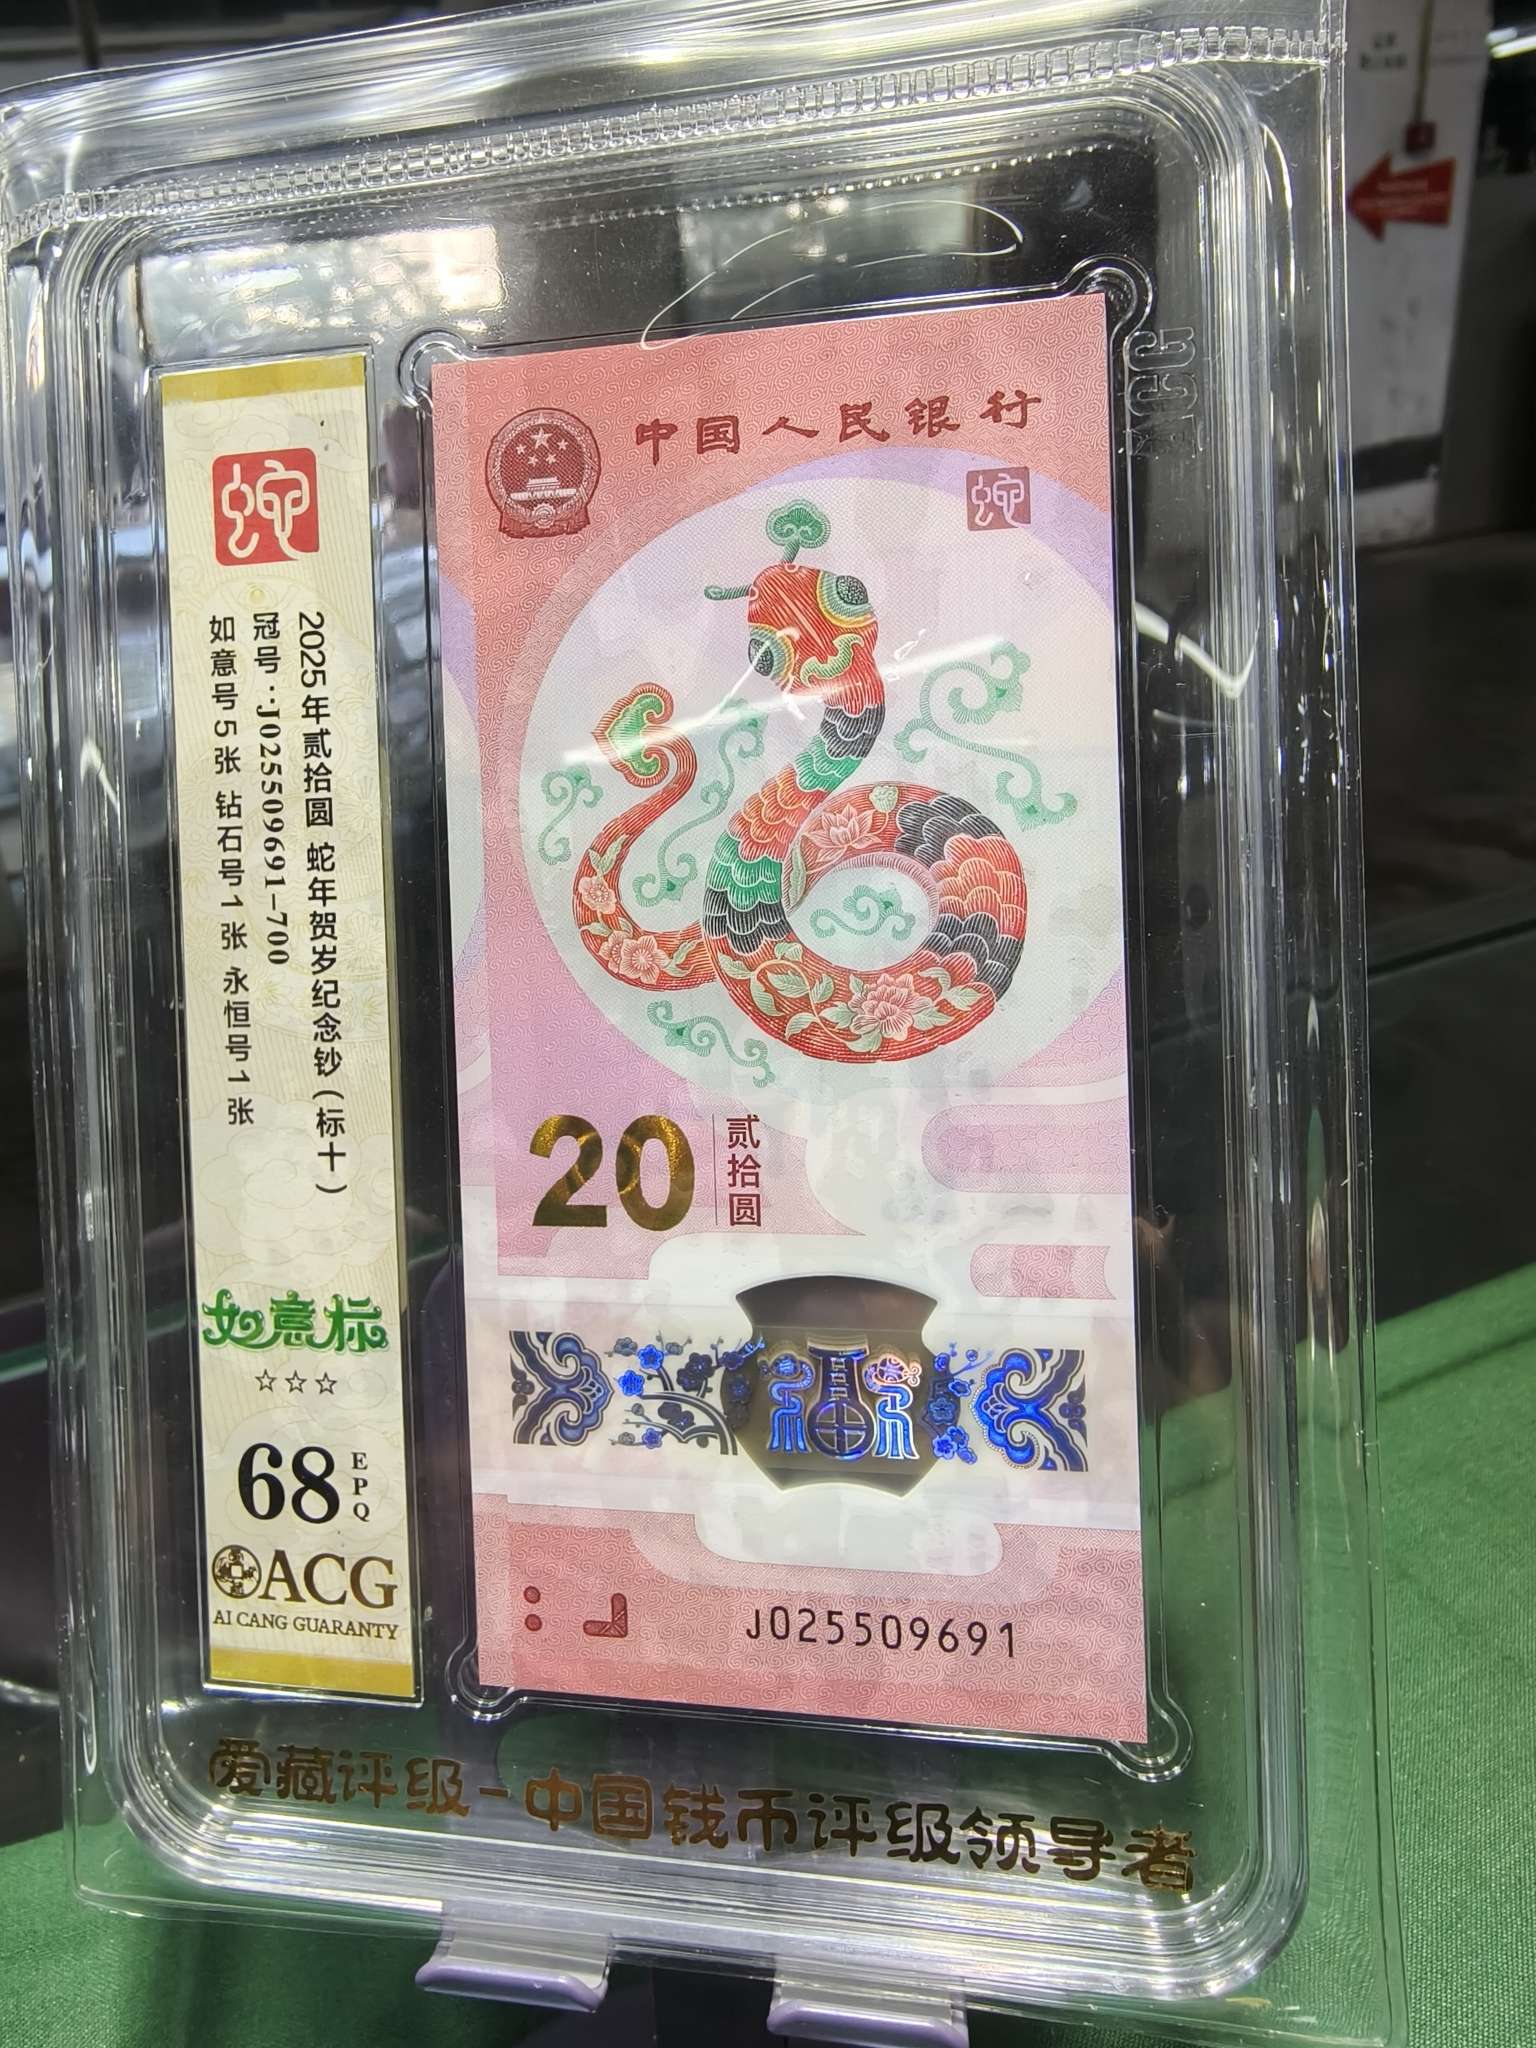 蛇
2025年贰拾圆 蛇年贺岁纪念钞（标十）
冠号：J025509691-700
如意号5张 钻石号1张 永恒号1张
如意标
☆☆☆
68
EPQ
ACG
AI CANG GUARANTY
ACG
中国人民银行
蛇
20
贰拾圆
J025509691
爱藏评级-中国钱币评级领导者